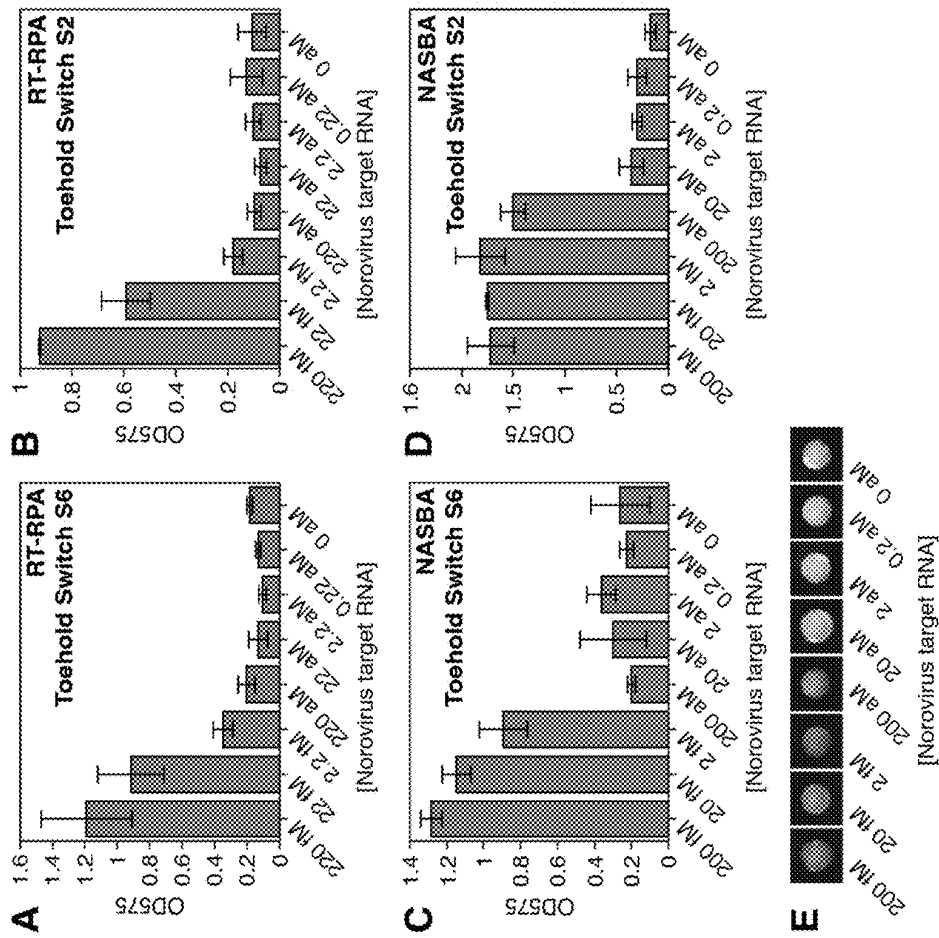 A
RT-RPA
Toehold Switch S6
OD575
1.6
1.4
1.2
1
0.8
0.6
0.4
0.2
0
220 fM
22 fM
2.2 fM
220 aM
22 aM
2.2 aM
0.22 aM
0 aM
[Norovirus target RNA]
B
RT-RPA
Toehold Switch S2
OD575
1
0.8
0.6
0.4
0.2
0
220 fM
22 fM
2.2 fM
220 aM
22 aM
2.2 aM
0.22 aM
0 aM
[Norovirus target RNA]
C
NASBA
Toehold Switch S6
OD575
1.4
1.2
1
0.8
0.6
0.4
0.2
0
200 fM
20 fM
2 fM
200 aM
20 aM
2 aM
0.2 aM
0 aM
[Norovirus target RNA]
D
NASBA
Toehold Switch S2
OD575
1.6
2
1.5
1
0.5
0
200 fM
20 fM
2 fM
200 aM
20 aM
2 aM
0.2 aM
0 aM
[Norovirus target RNA]
E
200 fM
20 fM
2 fM
200 aM
20 aM
2 aM
0.2 aM
0 aM
[Norovirus target RNA]